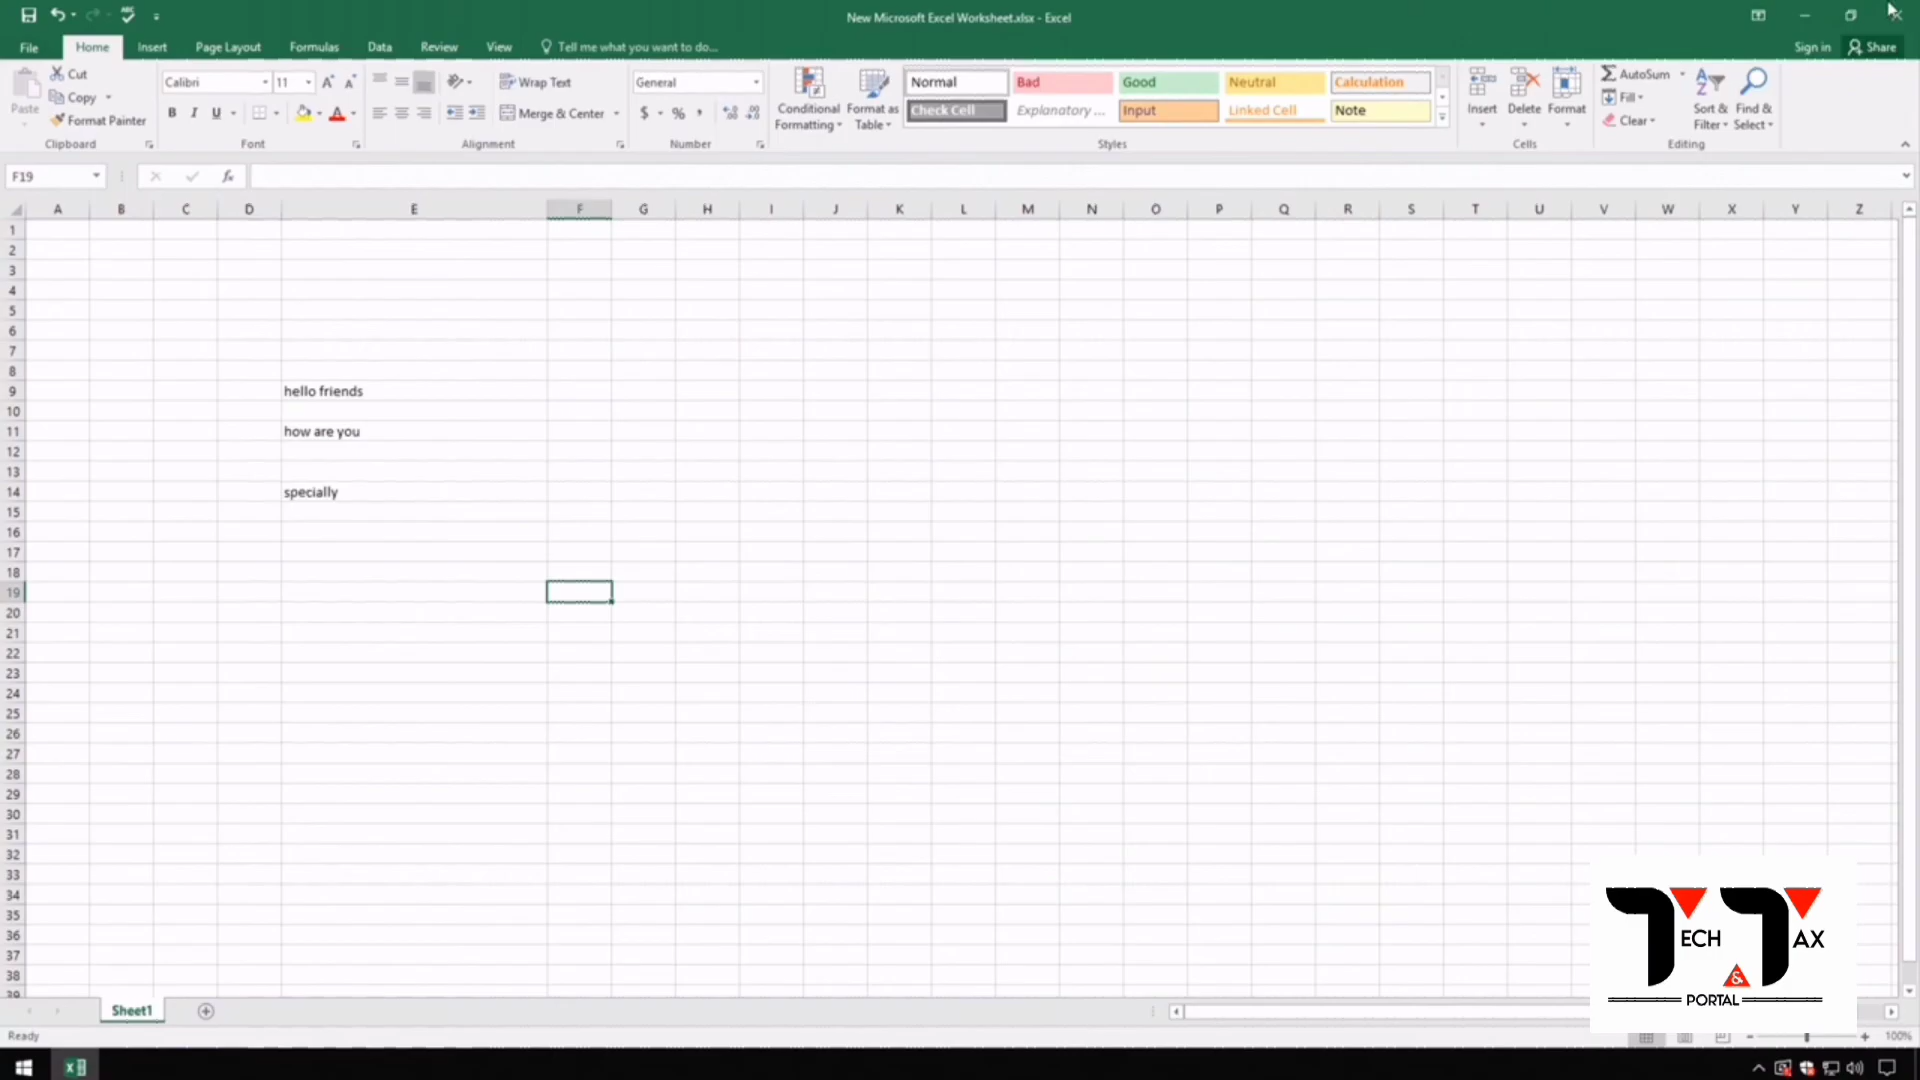 New Microsoft Excel Worksheet.xlsx - Excel
File Home Insert Page Layout Formulas Data Review View Tell me what you want to do... Sign in Share
Paste
Cut
Copy
Format Painter
Clipboard
Calibri 11
B I U
Font
Wrap Text
Merge & Center
Alignment
General
$ % ,
Number
Conditional Formatting
Format as Table
Normal Bad Good Neutral Calculation
Check Cell Explanatory ... Input Linked Cell Note
Styles
Insert Delete Format
Cells
AutoSum
Fill
Clear
Sort & Filter
Find & Select
Editing
F19 fx
A B C D E F G H I J K L M N O P Q R S T U V W X Y Z
1
2
3
4
5
6
7
8
9 hello friends
10
11 how are you
12
13
14 specially
15
16
17
18
19
20
21
22
23
24
25
26
27
28
29
30
31
32
33
34
35
36
37
38
39
TECH & TAX
PORTAL
Sheet1
Ready 100%